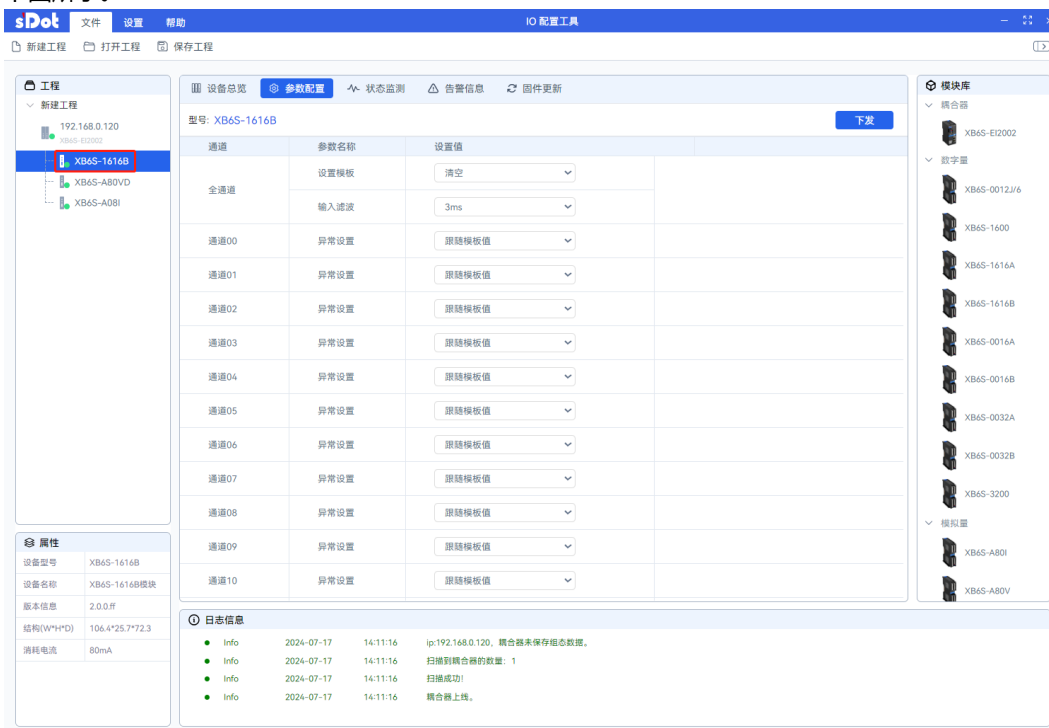 sDot 文件 设置 帮助 IO 配置工具
新建工程 打开工程 保存工程
工程
新建工程
192.168.0.120
XB6S-EI2002
XB6S-1616B
XB6S-A80VD
XB6S-A08I
设备总览 参数配置 状态监测 告警信息 固件更新
型号: XB6S-1616B 下发
通道 参数名称 设置值
全通道 设置模板 清空
输入滤波 3ms
通道00 异常设置 跟随模板值
通道01 异常设置 跟随模板值
通道02 异常设置 跟随模板值
通道03 异常设置 跟随模板值
通道04 异常设置 跟随模板值
通道05 异常设置 跟随模板值
通道06 异常设置 跟随模板值
通道07 异常设置 跟随模板值
通道08 异常设置 跟随模板值
通道09 异常设置 跟随模板值
通道10 异常设置 跟随模板值
模块库
耦合器
XB6S-EI2002
数字量
XB6S-0012J/6
XB6S-1600
XB6S-1616A
XB6S-1616B
XB6S-0016A
XB6S-0016B
XB6S-0032A
XB6S-0032B
XB6S-3200
模拟量
XB6S-A80I
XB6S-A80V
属性
设备型号 XB6S-1616B
设备名称 XB6S-1616B模块
版本信息 2.0.0.ff
结构(W*H*D) 106.4*25.7*72.3
消耗电流 80mA
日志信息
Info 2024-07-17 14:11:16 ip:192.168.0.120，耦合器未保存组态数据。
Info 2024-07-17 14:11:16 扫描到耦合器的数量：1
Info 2024-07-17 14:11:16 扫描成功！
Info 2024-07-17 14:11:16 耦合器上线。